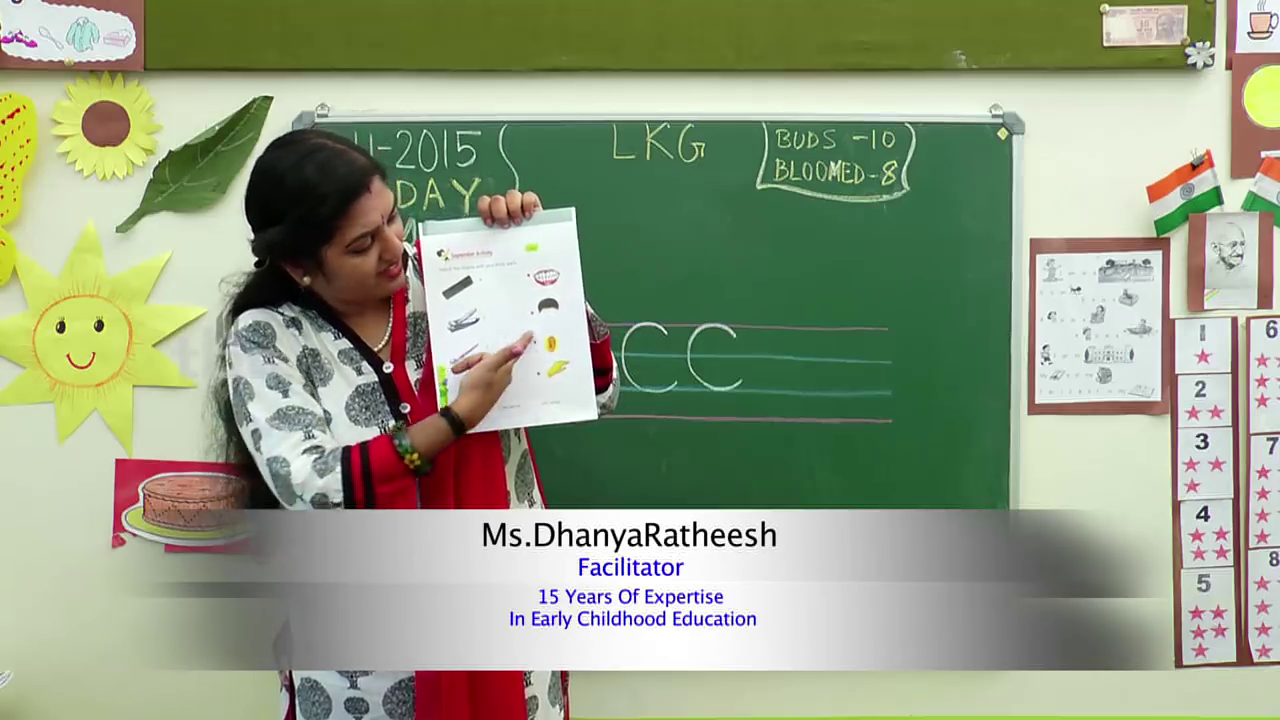 -2015
LKG
BUDS -10
BLOOMED-8
DAY
CC
Ms.DhanyaRatheesh
Facilitator
15 Years Of Expertise
In Early Childhood Education
1
2
3
4
5
6
7
8